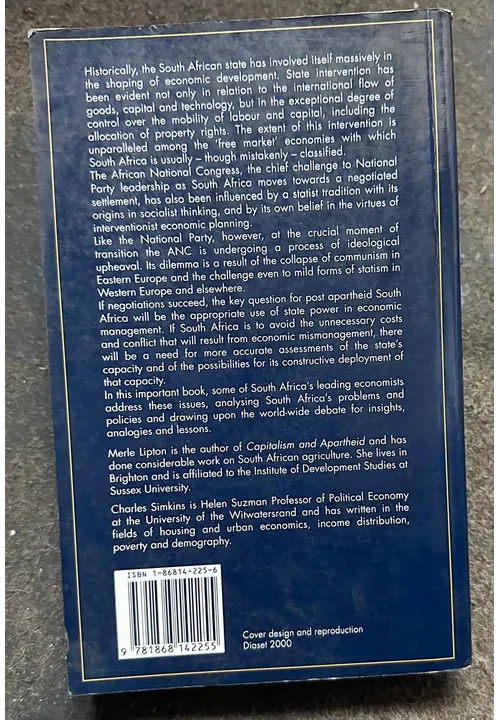 Historically, the South African state has involved itself massively in
the shaping of economic development. State intervention has
been evident not only in relation to the international flow of
goods, capital and technology, but in the exceptional degree of
control over the mobility of labour and capital, including the
allocation of property rights. The extent of this intervention is
unparalleled among the 'free market' economies with which
South Africa is usually – though mistakenly – classified.
The African National Congress, the chief challenge to National
Party leadership as South Africa moves towards a negotiated
settlement, has also been influenced by a statist tradition with its
origins in socialist thinking, and by its own belief in the virtues of
interventionist economic planning.
Like the National Party, however, at the crucial moment of
transition the ANC is undergoing a process of ideological
upheaval. Its dilemma is a result of the collapse of communism in
Eastern Europe and the challenge even to mild forms of statism in
Western Europe and elsewhere.
If negotiations succeed, the key question for post apartheid South
Africa will be the appropriate use of state power in economic
management. If South Africa is to avoid the unnecessary costs
and conflict that will result from economic mismanagement, there
will be a need for more accurate assessments of the state's
capacity and of the possibilities for its constructive deployment of
that capacity.
In this important book, some of South Africa's leading economists
address these issues, analysing South Africa's problems and
policies and drawing upon the world-wide debate for insights,
analogies and lessons.
Merle Lipton is the author of Capitalism and Apartheid and has
done considerable work on South African agriculture. She lives in
Brighton and is affiliated to the Institute of Development Studies at
Sussex University.
Charles Simkins is Helen Suzman Professor of Political Economy
at the University of the Witwatersrand and has written in the
fields of housing and urban economics, income distribution,
poverty and demography.
ISBN 1-86814-225-6
9 781868 142255
Cover design and reproduction
Diaset 2000